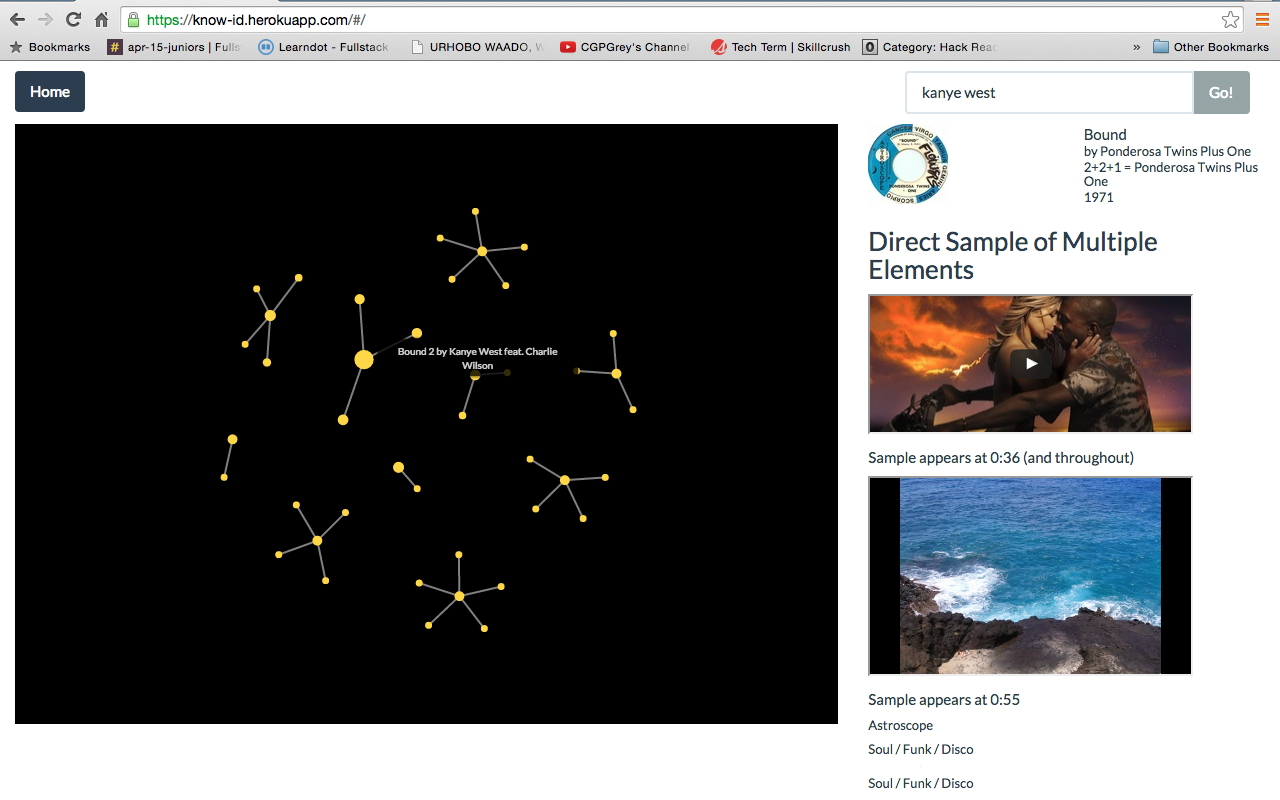 https://know-id.herokuapp.com/#/
Bookmarks
# apr-15-juniors | Fulls
Learndot - Fullstack
URHOBO WAADO, W
CGPGrey's Channel
Tech Term | Skillcrush
Category: Hack Reac
»
Other Bookmarks
Home
kanye west
Go!
Bound
by Ponderosa Twins Plus One
2+2+1 = Ponderosa Twins Plus
One
1971
Direct Sample of Multiple
Elements
Bound 2 by Kanye West feat. Charlie
Wilson
Sample appears at 0:36 (and throughout)
Sample appears at 0:55
Astroscope
Soul / Funk / Disco
Soul / Funk / Disco